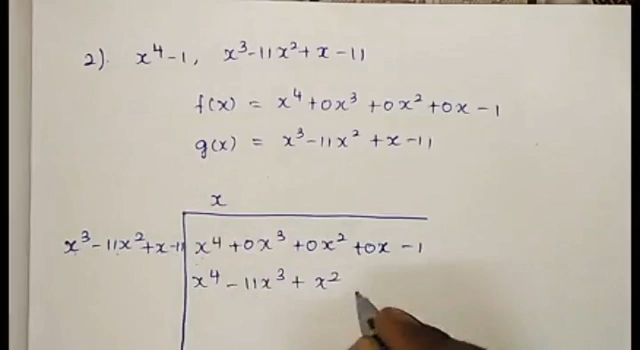 2). x⁴-1, x³-11x²+x-11
f(x) = x⁴+0x³+0x²+0x-1
g(x) = x³-11x²+x-11
x
x³-11x²+x-11 x⁴+0x³+0x²+0x-1
x⁴-11x³+x²